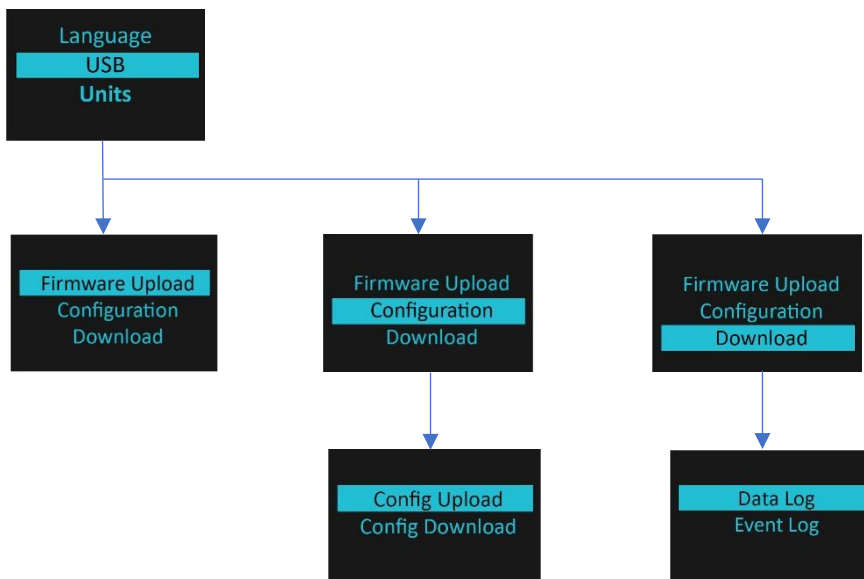 Language
USB
Units
Firmware Upload
Configuration
Download
Firmware Upload
Configuration
Download
Firmware Upload
Configuration
Download
Config Upload
Config Download
Data Log
Event Log